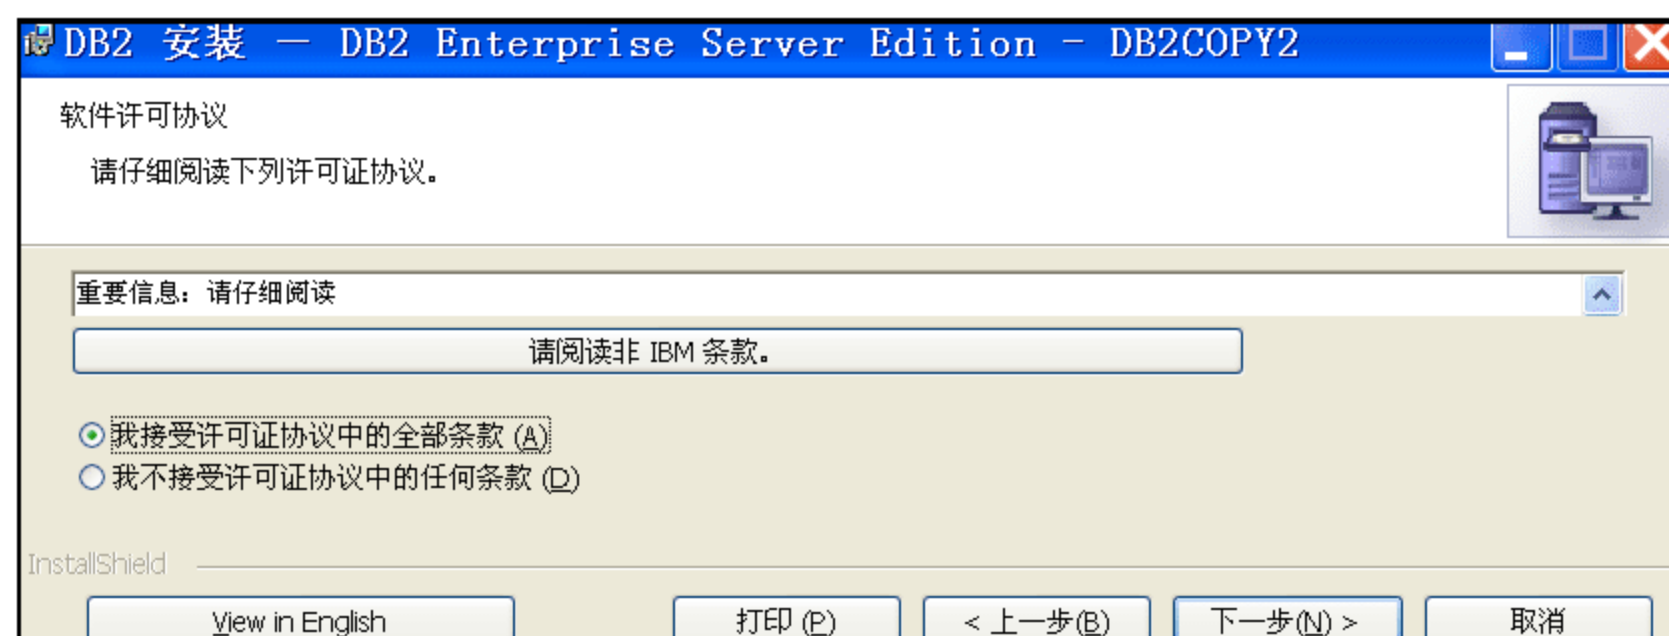 DB2 安装 — DB2 Enterprise Server Edition - DB2COPY2
软件许可协议
请仔细阅读下列许可证协议。
重要信息：请仔细阅读
请阅读非 IBM 条款。
我接受许可证协议中的全部条款 (A)
我不接受许可证协议中的任何条款 (D)
InstallShield
View in English 打印 (P) < 上一步(B) 下一步(N) > 取消